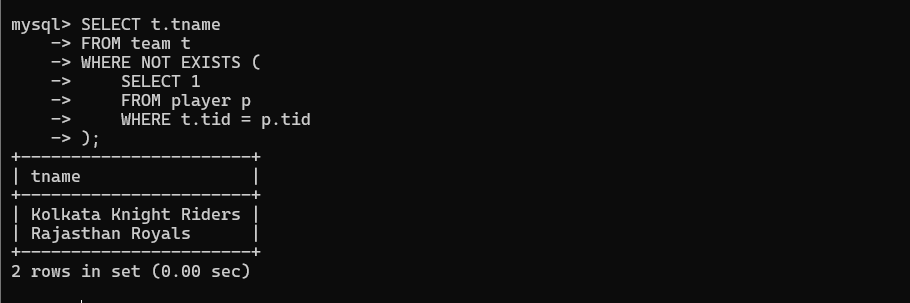 mysql> SELECT t.tname
    -> FROM team t
    -> WHERE NOT EXISTS (
    ->     SELECT 1
    ->     FROM player p
    ->     WHERE t.tid = p.tid
    -> );
+-----------------------+
| tname                 |
+-----------------------+
| Kolkata Knight Riders |
| Rajasthan Royals      |
+-----------------------+
2 rows in set (0.00 sec)